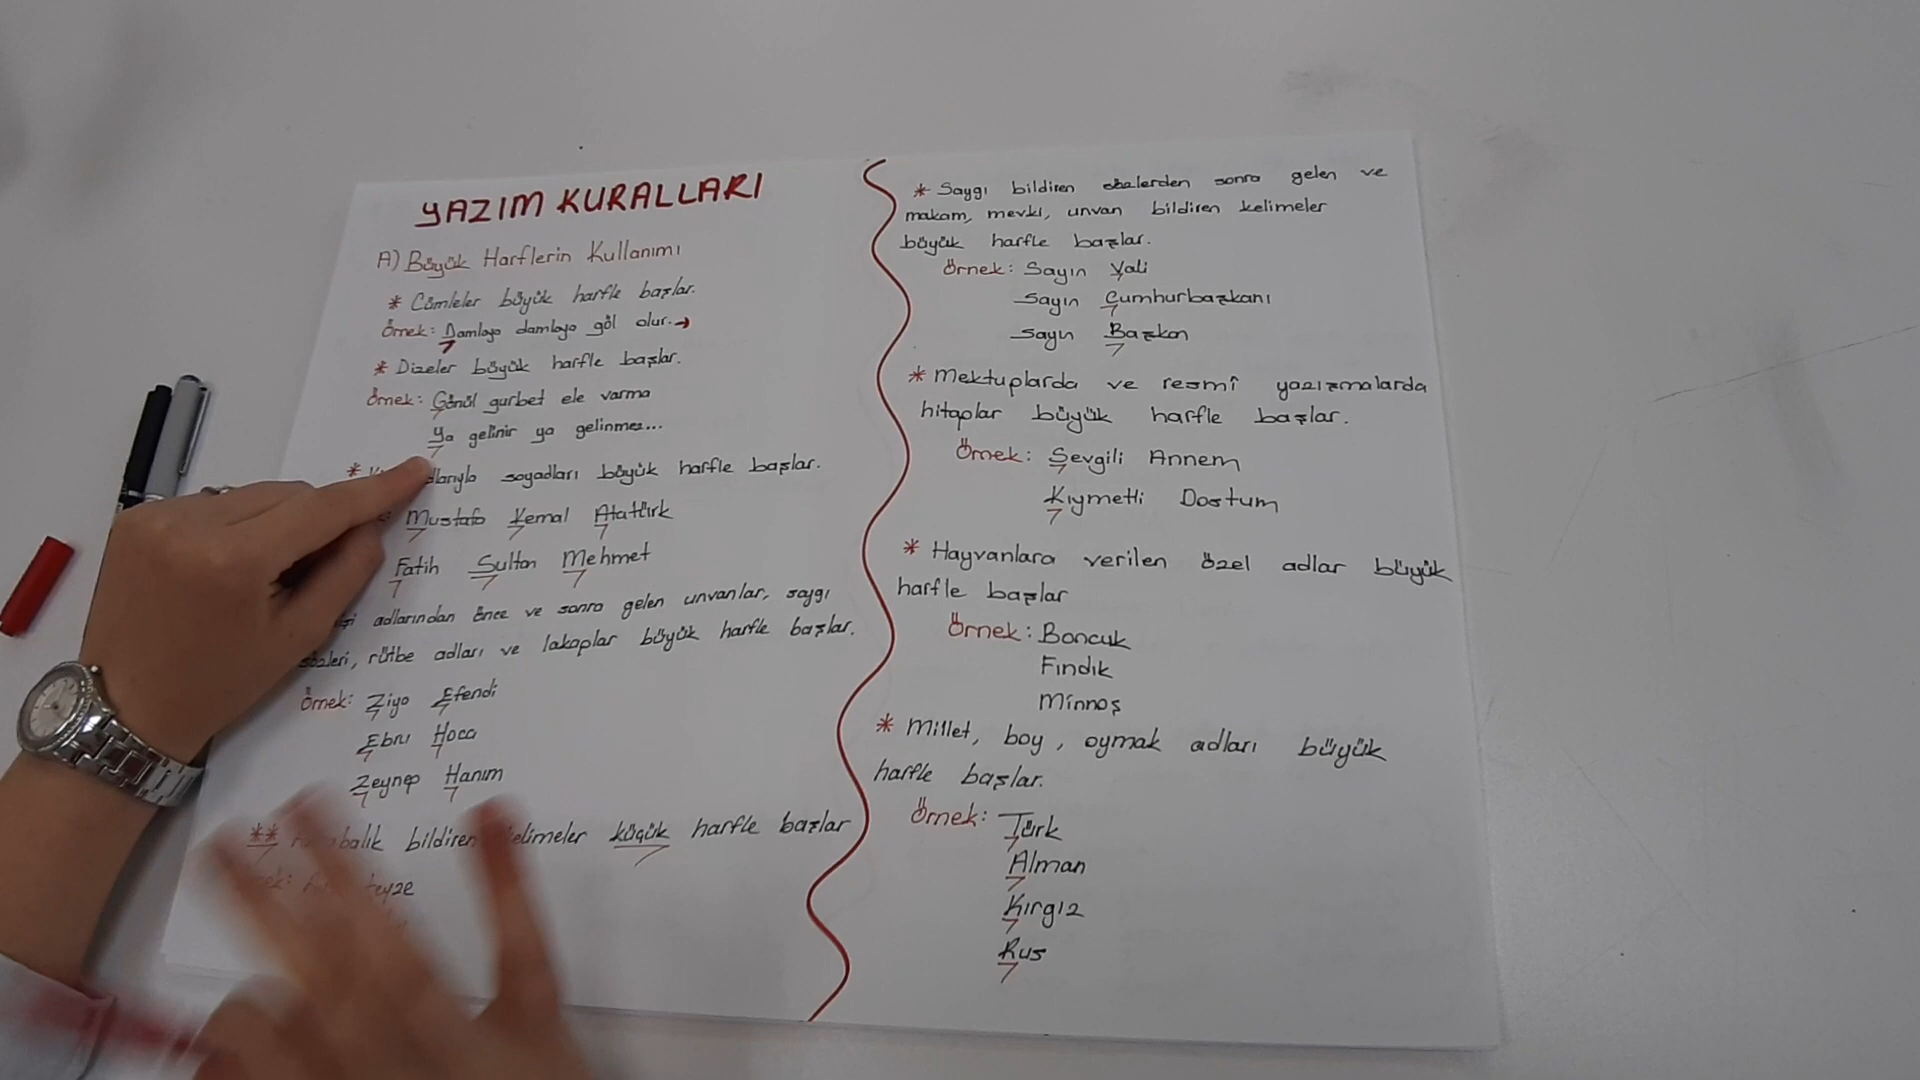 YAZIM KURALLARI
A) Büyük Harflerin Kullanımı
* Cümleler büyük harfle başlar.
Örnek: Damlaya damlaya göl olur.→
* Dizeler büyük harfle başlar.
Örnek: Gönül gurbet ele varma
Ya gelinir ya gelinmez...
* soyadları büyük harfle başlar.
Mustafa Kemal Atatürk
Fatih Sultan Mehmet
adlarından önce ve sonra gelen unvanlar, saygı
sözleri, rütbe adları ve lakaplar büyük harfle başlar.
Örnek: Ziya Efendi
Ebru Hoca
Zeynep Hanım
** bildiren kelimeler küçük harfle başlar
teyze
* Saygı bildiren sözlerden sonra gelen ve
makam, mevki, unvan bildiren kelimeler
büyük harfle başlar.
Örnek: Sayın Vali
Sayın Cumhurbaşkanı
Sayın Başkan
* Mektuplarda ve resmî yazışmalarda
hitaplar büyük harfle başlar.
Örnek: Sevgili Annem
Kıymetli Dostum
* Hayvanlara verilen özel adlar büyük
harfle başlar
Örnek: Boncuk
Fındık
Minnoş
* Millet, boy, oymak adları büyük
harfle başlar.
Örnek: Türk
Alman
Kırgız
Rus